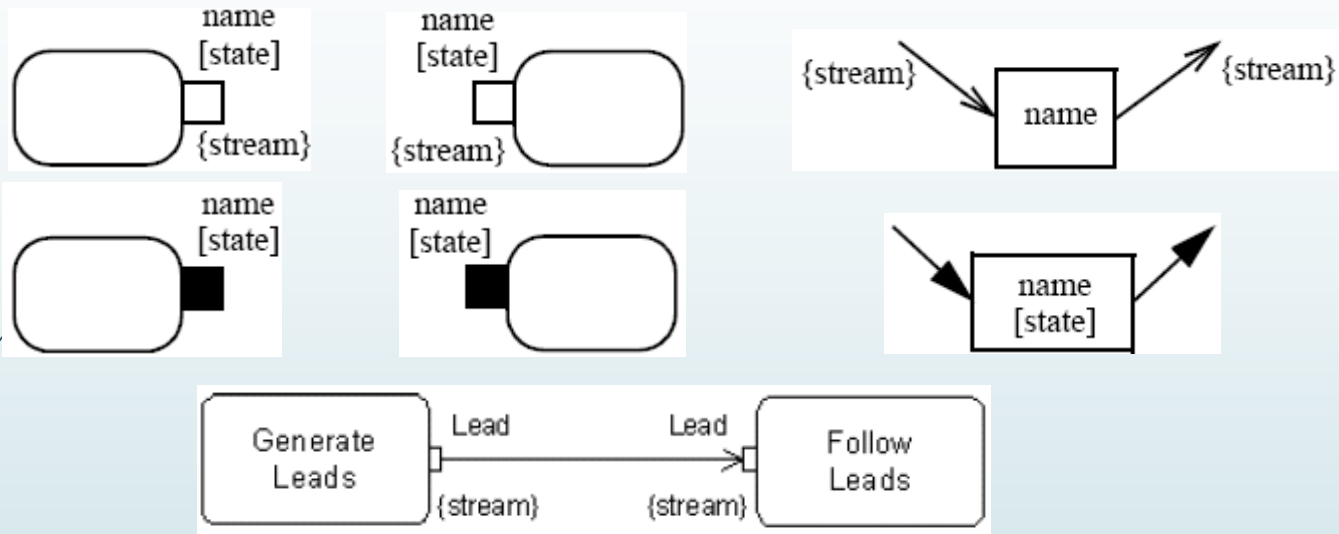 name
[state]
{stream}
name
[state]
{stream}
{stream}
name
{stream}
name
[state]
name
[state]
name
[state]
Generate
Leads
Lead
{stream}
Lead
{stream}
Follow
Leads